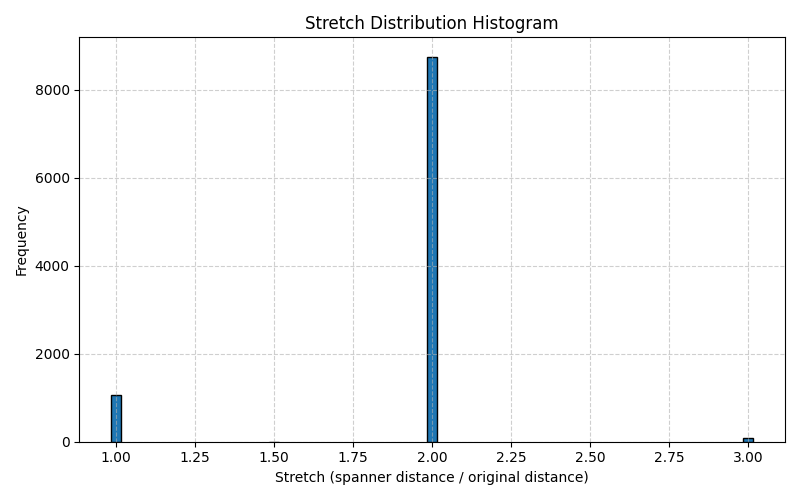 Stretch Distribution Histogram
Frequency
8000
6000
4000
2000
0
1.00 1.25 1.50 1.75 2.00 2.25 2.50 2.75 3.00
Stretch (spanner distance / original distance)